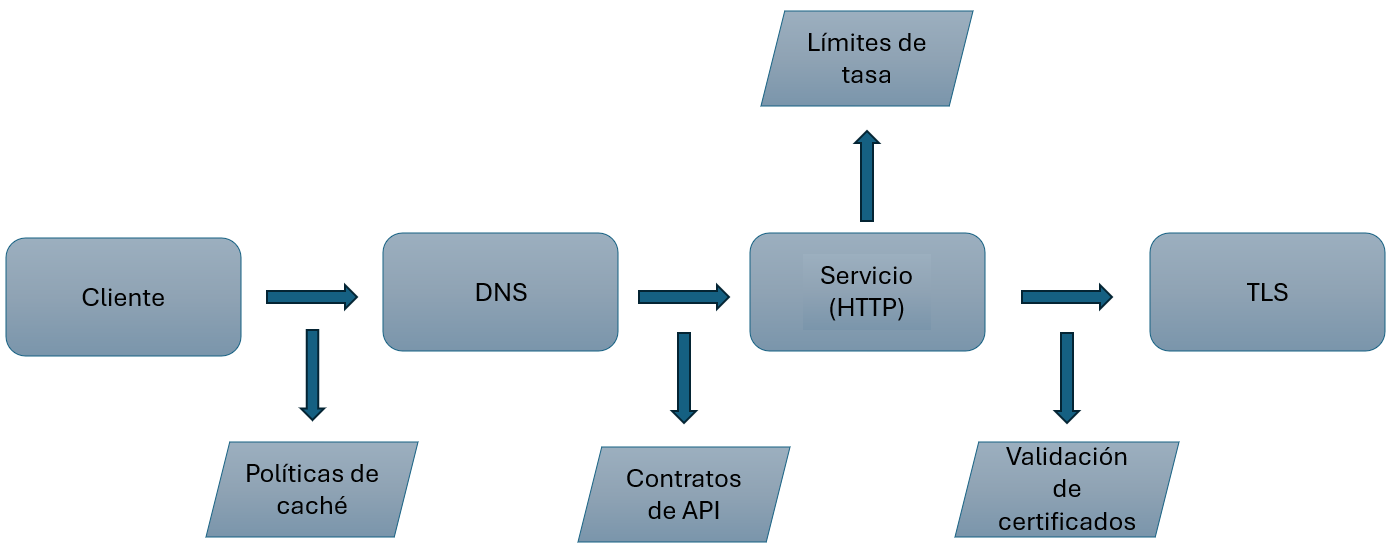 Límites de
tasa
Cliente
DNS
Servicio
(HTTP)
TLS
Políticas de
caché
Contratos
de API
Validación
de
certificados